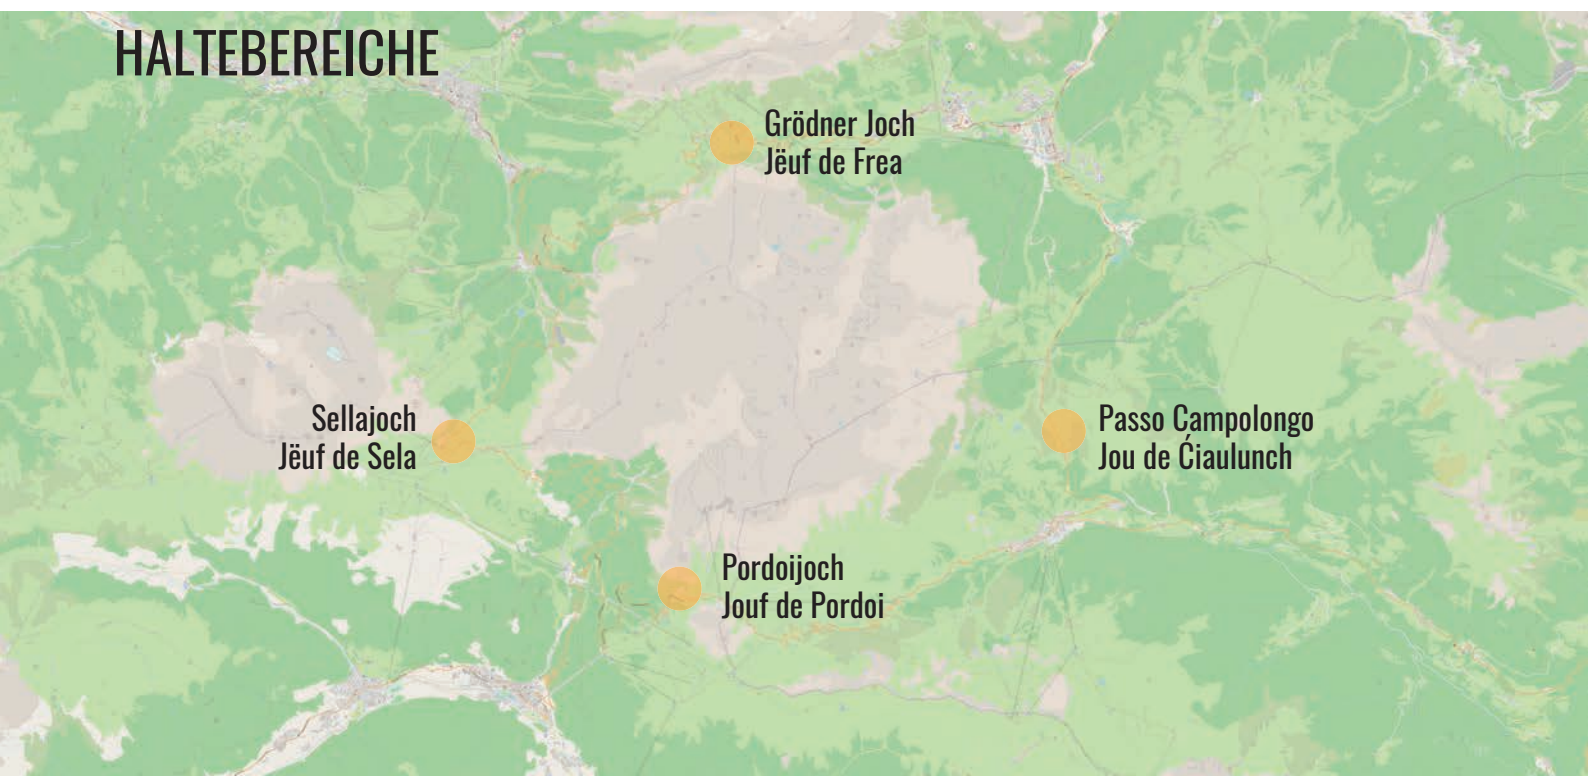 HALTEBEREICHE
Grödner Joch
Jëuf de Frea
Sellajoch
Jëuf de Sela
Passo Campolongo
Jou de Ćiaulunch
Pordoijoch
Jouf de Pordoi